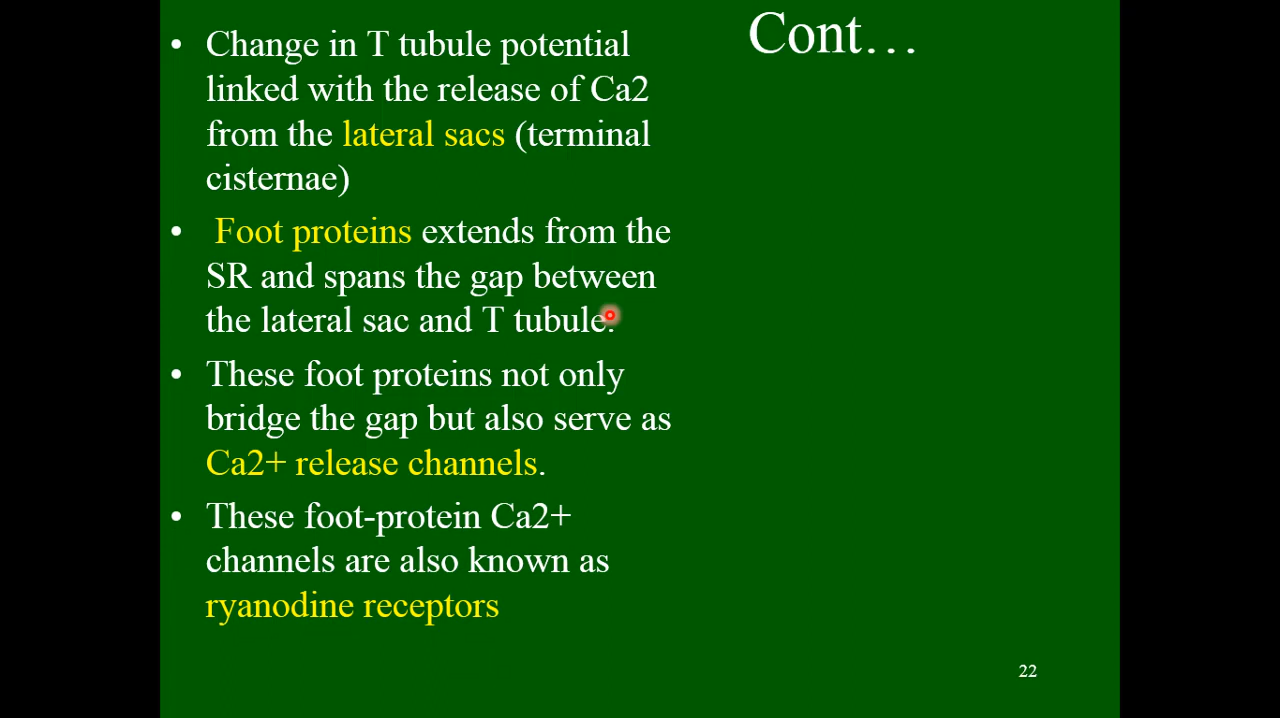 Cont…
• Change in T tubule potential
linked with the release of Ca2
from the lateral sacs (terminal
cisternae)
• Foot proteins extends from the
SR and spans the gap between
the lateral sac and T tubule.
• These foot proteins not only
bridge the gap but also serve as
Ca2+ release channels.
• These foot-protein Ca2+
channels are also known as
ryanodine receptors
22